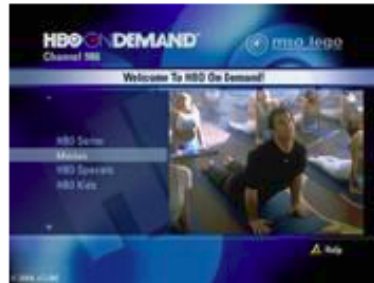 HBO ON DEMAND
mso logo
Channel 988
Welcome To HBO On Demand!
HBO Series
Movies
HBO Specials
HBO Kids
Help